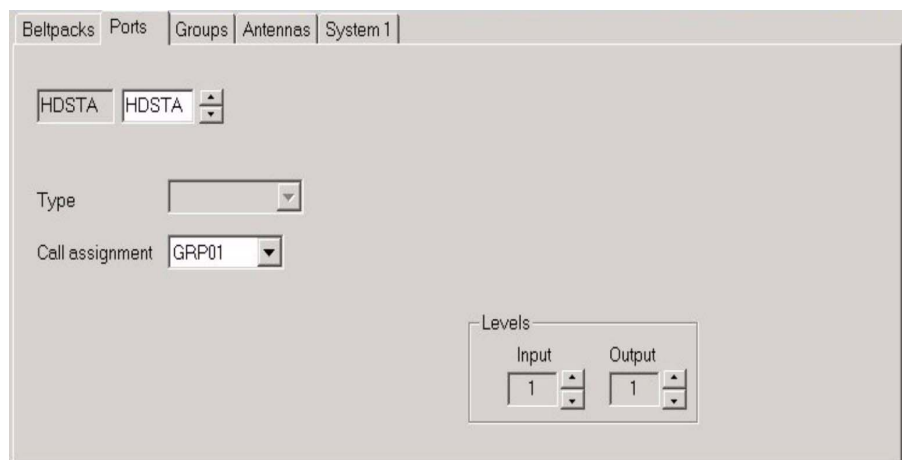 Beltpacks Ports Groups Antennas System 1
HDSTA HDSTA
Type
Call assignment GRP01
Levels
Input Output
1 1